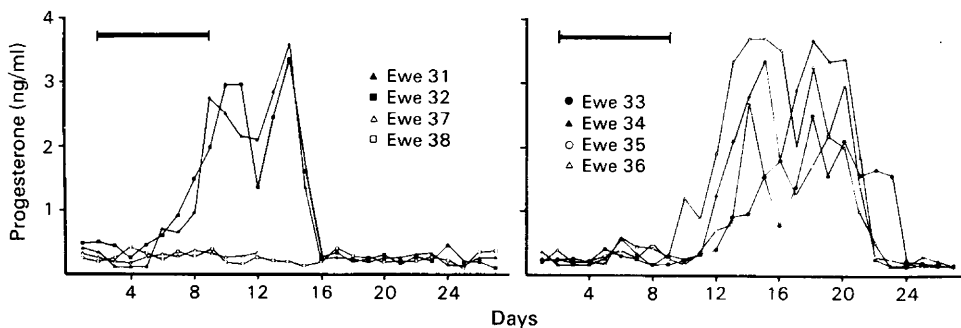 Progesterone (ng/ml)
4
3
2
1
▲ Ewe 31
■ Ewe 32
△ Ewe 37
□ Ewe 38
4 8 12 16 20 24
● Ewe 33
▲ Ewe 34
○ Ewe 35
△ Ewe 36
4 8 12 16 20 24
Days